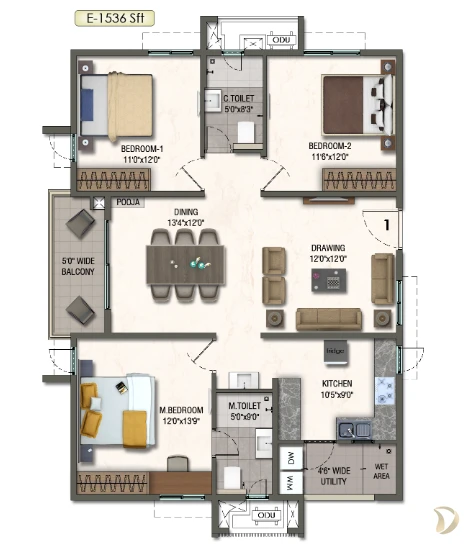 E-1536 Sft
ODU
C.TOILET
5'0"x8'3"
BEDROOM-1
11'0"x12'0"
BEDROOM-2
11'6"x12'0"
POOJA
DINING
13'4"x12'0"
1
5'0" WIDE
BALCONY
DRAWING
12'0"x12'0"
fridge
KITCHEN
10'5"x9'0"
M.BEDROOM
12'0"x13'9"
M.TOILET
5'0"x9'0"
DW
WM
4'6" WIDE
UTILITY
WET
AREA
ODU